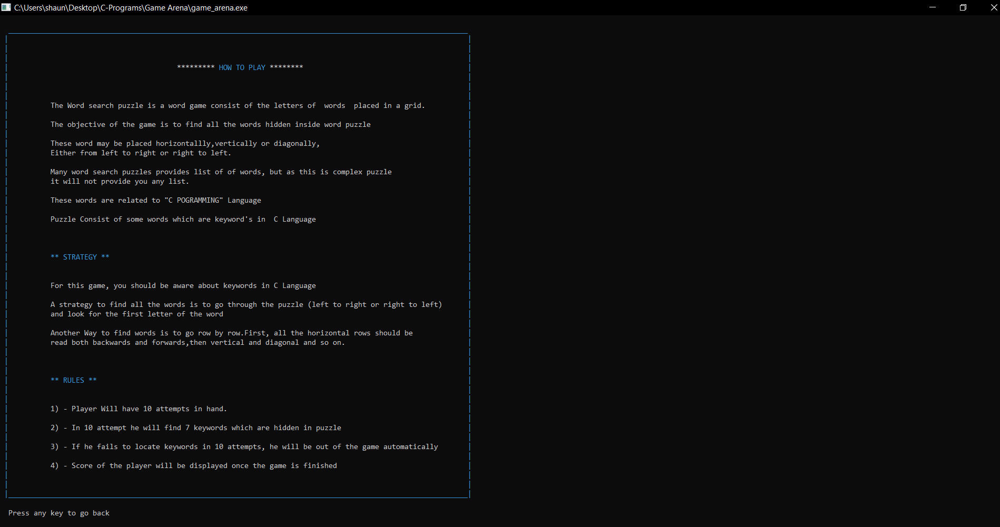 C:\Users\shaun\Desktop\C-Programs\Game Arena\game_arena.exe
********* HOW TO PLAY ********
The Word search puzzle is a word game consist of the letters of  words  placed in a grid.
The objective of the game is to find all the words hidden inside word puzzle
These word may be placed horizontallly,vertically or diagonally,
Either from left to right or right to left.
Many word search puzzles provides list of of words, but as this is complex puzzle
it will not provide you any list.
These words are related to "C POGRAMMING" Language
Puzzle Consist of some words which are keyword's in  C Language
** STRATEGY **
For this game, you should be aware about keywords in C Language
A strategy to find all the words is to go through the puzzle (left to right or right to left)
and look for the first letter of the word
Another Way to find words is to go row by row.First, all the horizontal rows should be
read both backwards and forwards,then vertical and diagonal and so on.
** RULES **
1) - Player Will have 10 attempts in hand.
2) - In 10 attempt he will find 7 keywords which are hidden in puzzle
3) - If he fails to locate keywords in 10 attempts, he will be out of the game automatically
4) - Score of the player will be displayed once the game is finished
Press any key to go back